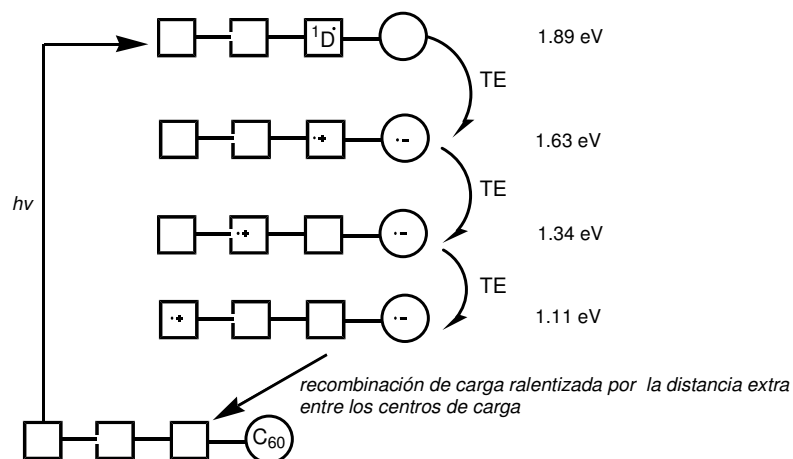 ¹D· 1.89 eV
TE
·+ ·- 1.63 eV
hv
TE
·+ ·- 1.34 eV
TE
·+ ·- 1.11 eV
recombinación de carga ralentizada por la distancia extra
entre los centros de carga
C₆₀